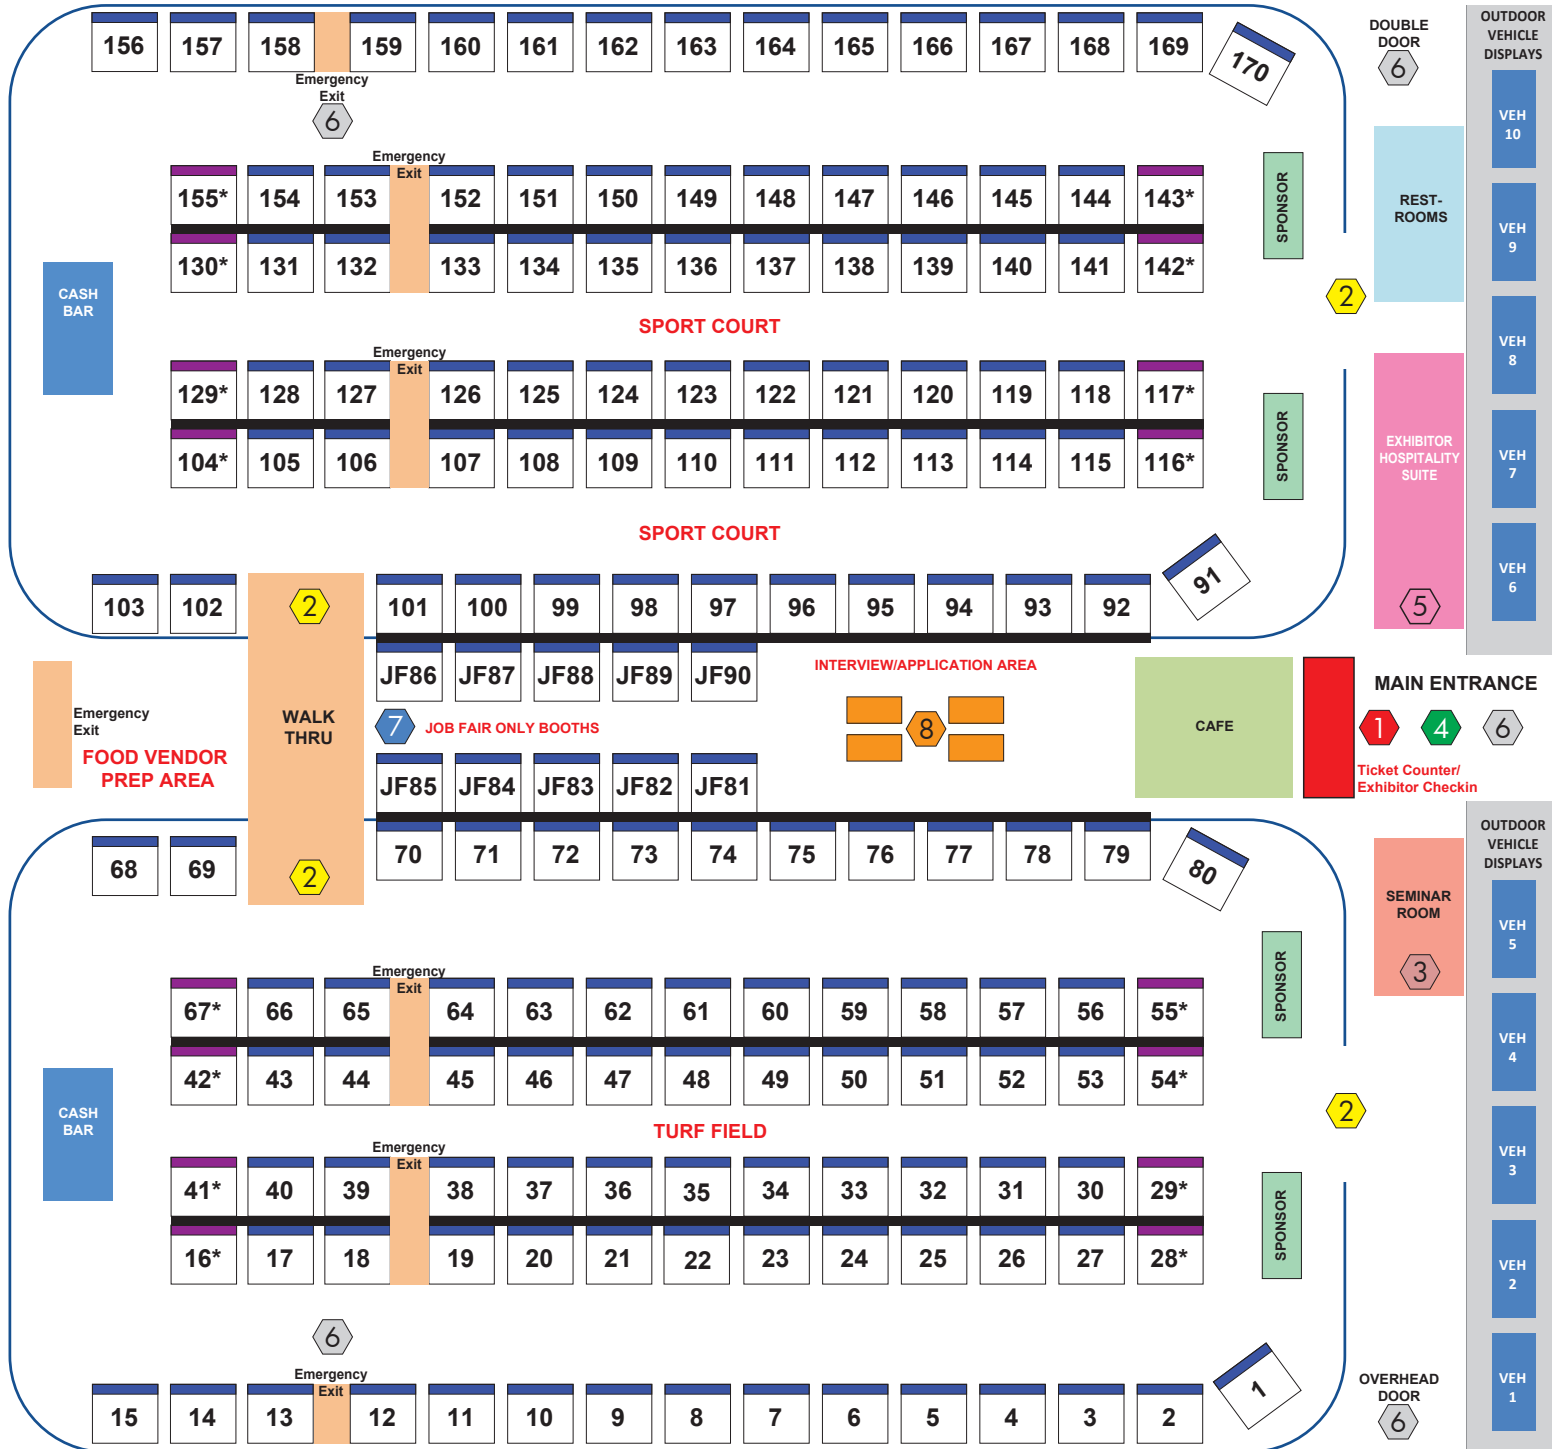 156 157 158 159 160 161 162 163 164 165 166 167 168 169 170
Emergency
Exit
6
DOUBLE
DOOR
6
OUTDOOR
VEHICLE
DISPLAYS
VEH
10
VEH
9
VEH
8
VEH
7
VEH
6
Emergency
Exit
155* 154 153 152 151 150 149 148 147 146 145 144 143*
130* 131 132 133 134 135 136 137 138 139 140 141 142*
SPONSOR
REST-
ROOMS
2
CASH
BAR
SPORT COURT
Emergency
Exit
129* 128 127 126 125 124 123 122 121 120 119 118 117*
104* 105 106 107 108 109 110 111 112 113 114 115 116*
SPONSOR
EXHIBITOR
HOSPITALITY
SUITE
5
SPORT COURT
103 102 2 101 100 99 98 97 96 95 94 93 92 91
JF86 JF87 JF88 JF89 JF90
INTERVIEW/APPLICATION AREA
Emergency
Exit
FOOD VENDOR
PREP AREA
WALK
THRU
7 JOB FAIR ONLY BOOTHS
8
CAFE
MAIN ENTRANCE
1 4 6
Ticket Counter/
Exhibitor Checkin
JF85 JF84 JF83 JF82 JF81
68 69 2 70 71 72 73 74 75 76 77 78 79 80
OUTDOOR
VEHICLE
DISPLAYS
VEH
5
VEH
4
VEH
3
VEH
2
VEH
1
SEMINAR
ROOM
3
Emergency
Exit
67* 66 65 64 63 62 61 60 59 58 57 56 55*
42* 43 44 45 46 47 48 49 50 51 52 53 54*
SPONSOR
2
CASH
BAR
TURF FIELD
Emergency
Exit
41* 40 39 38 37 36 35 34 33 32 31 30 29*
16* 17 18 19 20 21 22 23 24 25 26 27 28*
SPONSOR
6
Emergency
Exit
15 14 13 12 11 10 9 8 7 6 5 4 3 2 1
OVERHEAD
DOOR
6